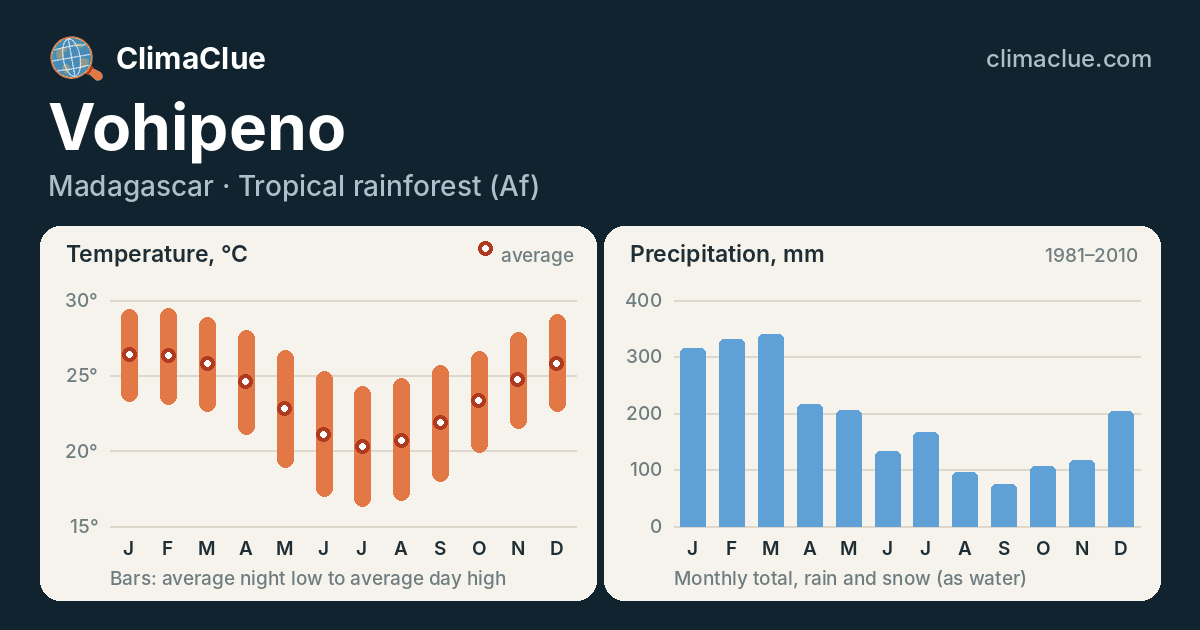 ClimaClue
climaclue.com
Vohipeno
Madagascar · Tropical rainforest (Af)
Temperature, °C
average
30°
25°
20°
15°
J F M A M J J A S O N D
Bars: average night low to average day high
Precipitation, mm
1981–2010
400
300
200
100
0
J F M A M J J A S O N D
Monthly total, rain and snow (as water)